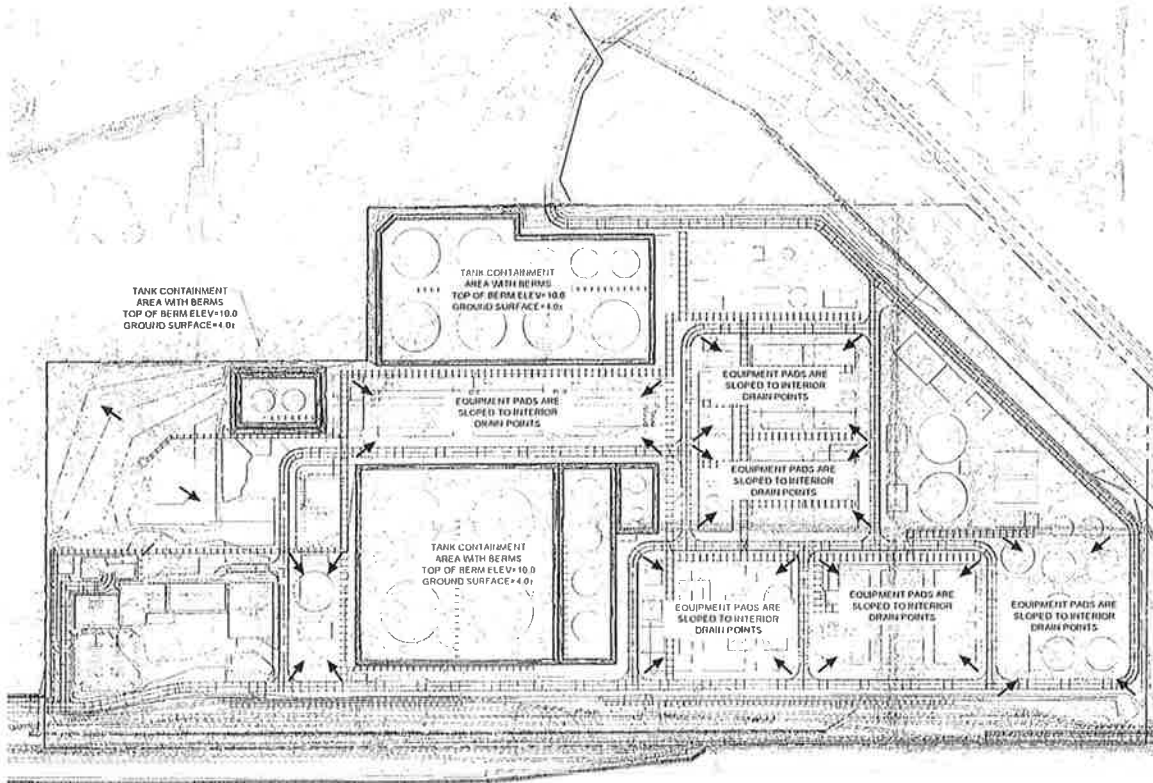 TANK CONTAINMENT
AREA WITH BERMS
TOP OF BERM ELEV=10.0
GROUND SURFACE=4.0±
TANK CONTAINMENT
AREA WITH BERMS
TOP OF BERM ELEV=10.0
GROUND SURFACE=4.0±
EQUIPMENT PADS ARE
SLOPED TO INTERIOR
DRAIN POINTS
EQUIPMENT PADS ARE
SLOPED TO INTERIOR
DRAIN POINTS
EQUIPMENT PADS ARE
SLOPED TO INTERIOR
DRAIN POINTS
TANK CONTAINMENT
AREA WITH BERMS
TOP OF BERM ELEV=10.0
GROUND SURFACE=4.0±
EQUIPMENT PADS ARE
SLOPED TO INTERIOR
DRAIN POINTS
EQUIPMENT PADS ARE
SLOPED TO INTERIOR
DRAIN POINTS
EQUIPMENT PADS ARE
SLOPED TO INTERIOR
DRAIN POINTS